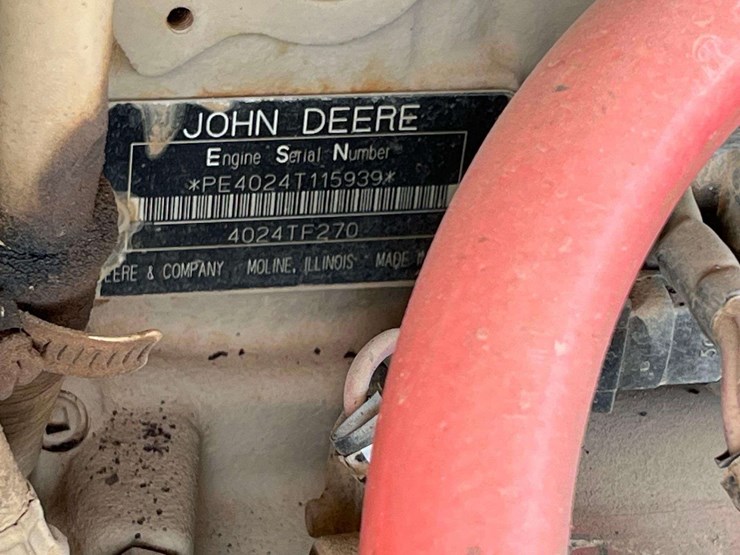 JOHN DEERE
Engine Serial Number
*PE4024T115939*
4024TF270
DEERE & COMPANY MOLINE, ILLINOIS MADE